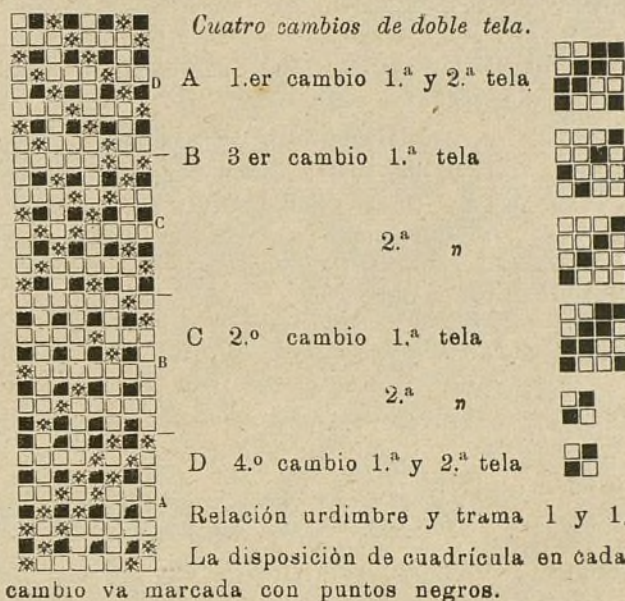 Cuatro cambios de doble tela.
D A 1.er cambio 1.ª y 2.ª tela
B 3 er cambio 1.ª tela
C
2.ª n
C 2.º cambio 1.ª tela
B
2.ª n
D 4.º cambio 1.ª y 2.ª tela
A
Relación urdimbre y trama 1 y 1.
La disposiciòn de cuadrícula en cada
cambio va marcada con puntos negros.